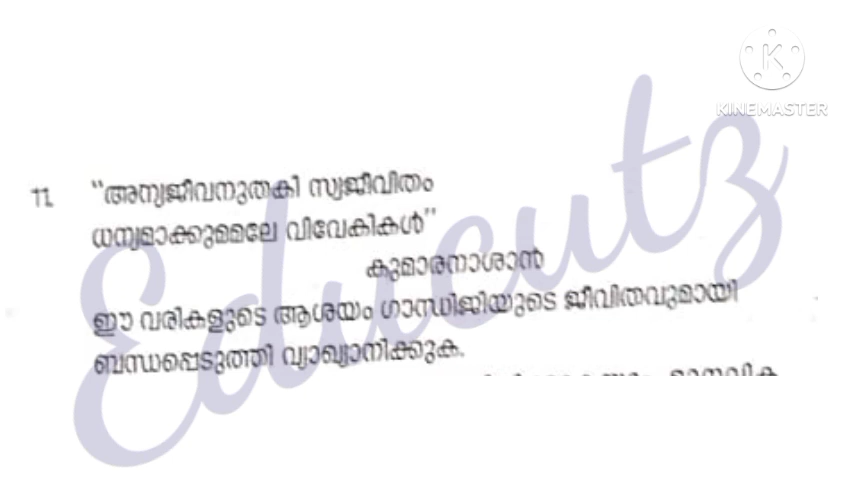 KINEMASTER
Educutz
11. "അന്യജീവനുതകി സ്വജീവിതം
ധന്യമാക്കുമമലേ വിവേകികൾ"
കുമാരനാശാൻ
ഈ വരികളുടെ ആശയം ഗാന്ധിജിയുടെ ജീവിതവുമായി
ബന്ധപ്പെടുത്തി വ്യാഖ്യാനിക്കുക.